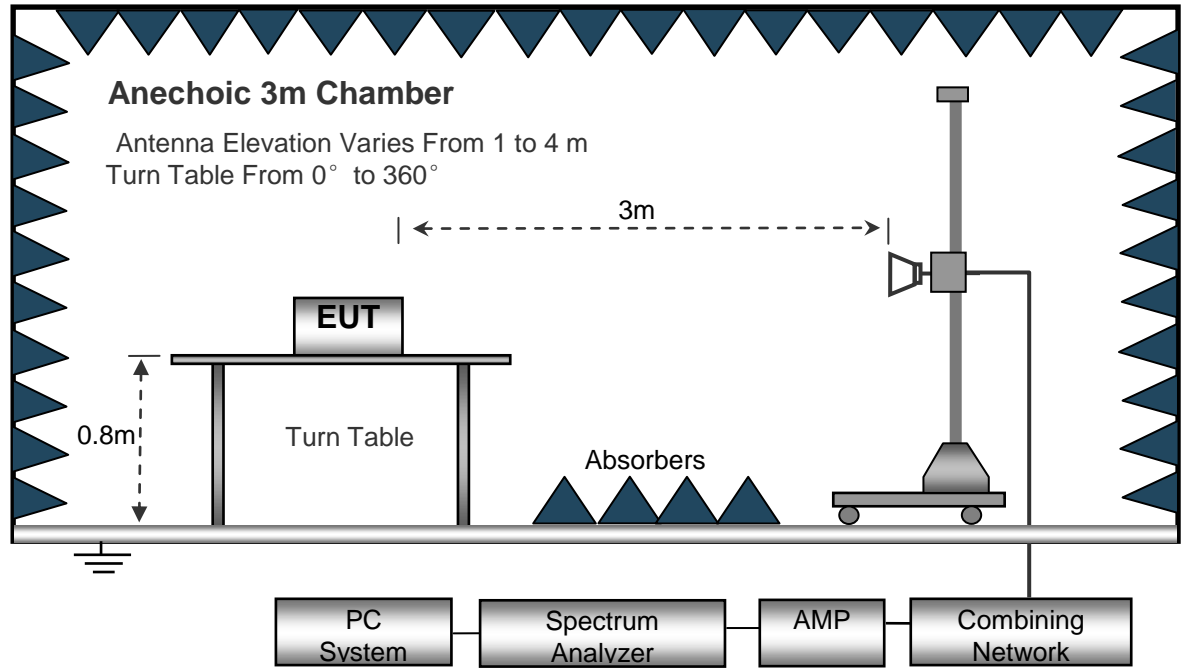 Anechoic 3m Chamber
Antenna Elevation Varies From 1 to 4 m
Turn Table From 0° to 360°
3m
EUT
0.8m
Turn Table
Absorbers
PC
System
Spectrum
Analyzer
AMP
Combining
Network